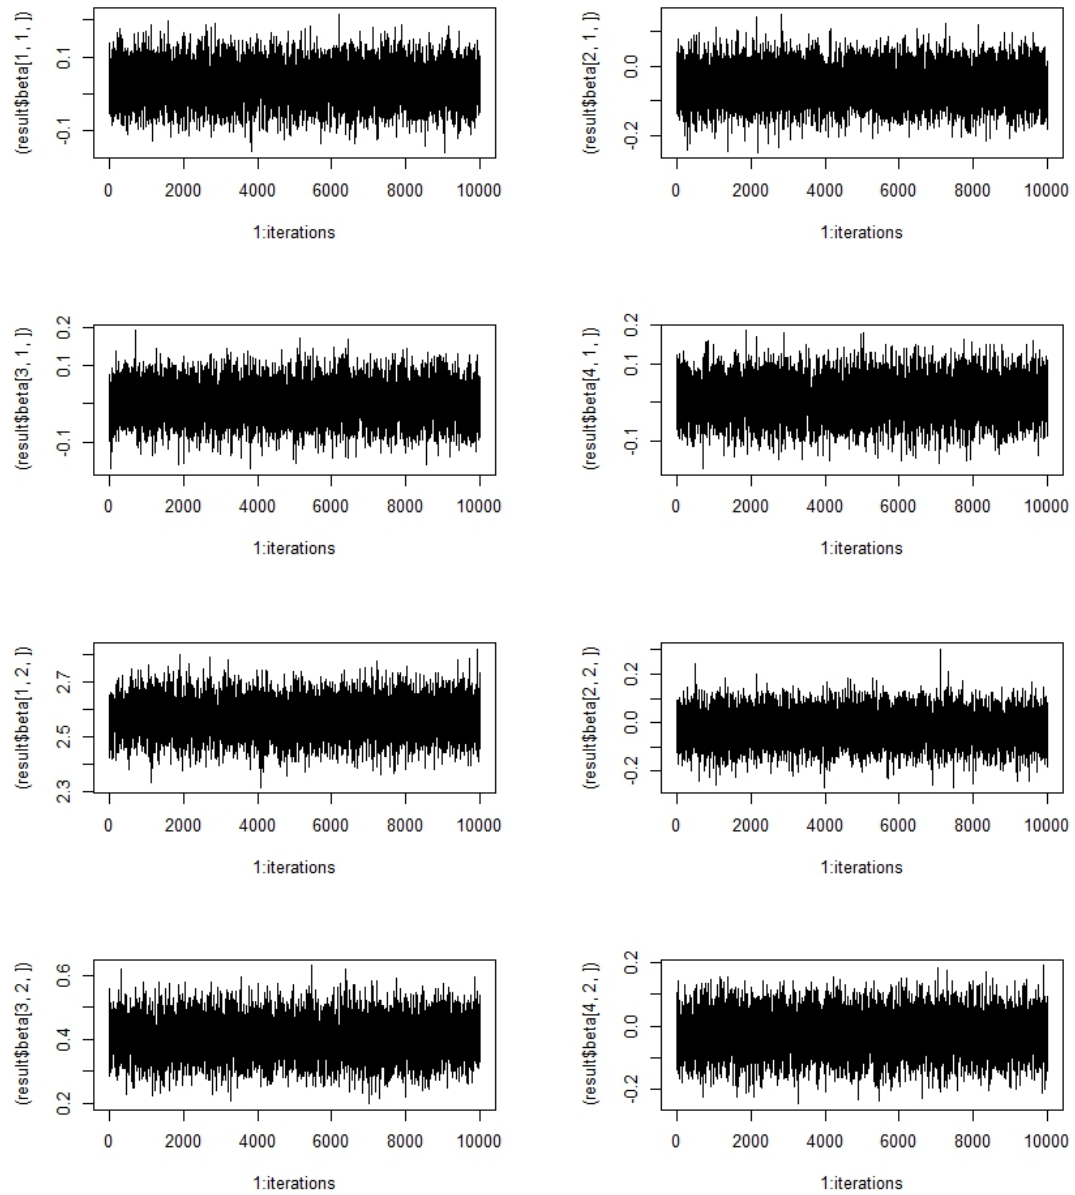 (result$beta[1, 1, ])
0.1
-0.1
0 2000 4000 6000 8000 10000
1:iterations
(result$beta[2, 1, ])
0.0
-0.2
0 2000 4000 6000 8000 10000
1:iterations
(result$beta[3, 1, ])
0.2
0.1
-0.1
0 2000 4000 6000 8000 10000
1:iterations
(result$beta[4, 1, ])
0.2
0.1
-0.1
0 2000 4000 6000 8000 10000
1:iterations
(result$beta[1, 2, ])
2.7
2.5
2.3
0 2000 4000 6000 8000 10000
1:iterations
(result$beta[2, 2, ])
0.2
0.0
-0.2
0 2000 4000 6000 8000 10000
1:iterations
(result$beta[3, 2, ])
0.6
0.4
0.2
0 2000 4000 6000 8000 10000
1:iterations
(result$beta[4, 2, ])
0.2
0.0
-0.2
0 2000 4000 6000 8000 10000
1:iterations